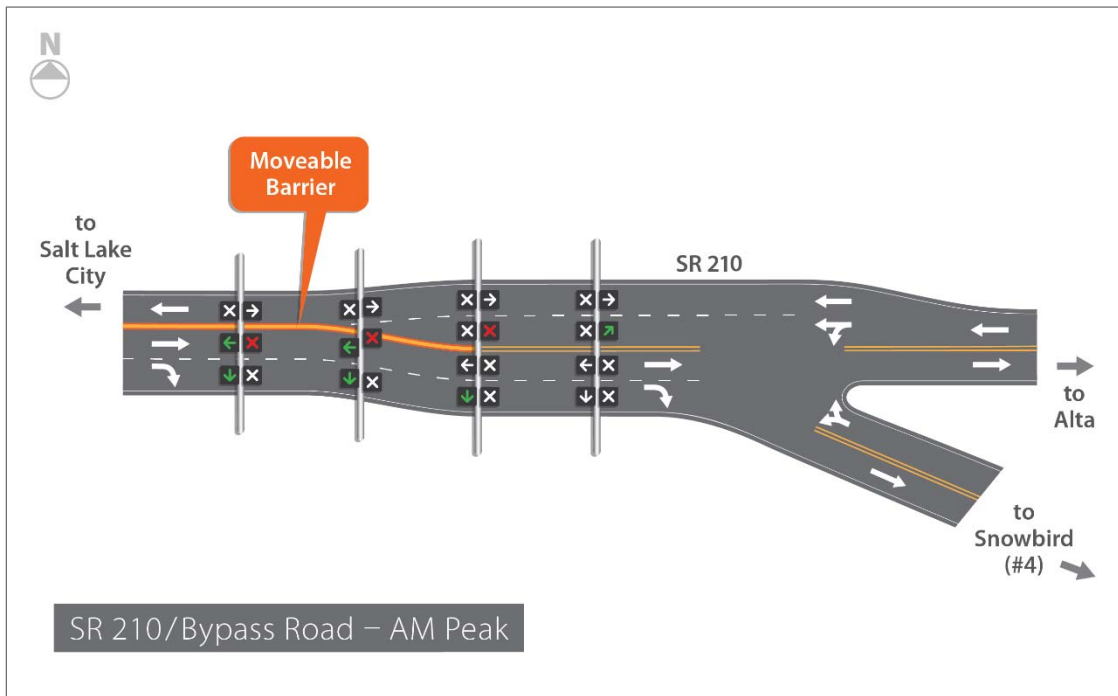 N
Moveable
Barrier
to
Salt Lake
City
SR 210
to
Alta
to
Snowbird
(#4)
SR 210/Bypass Road – AM Peak